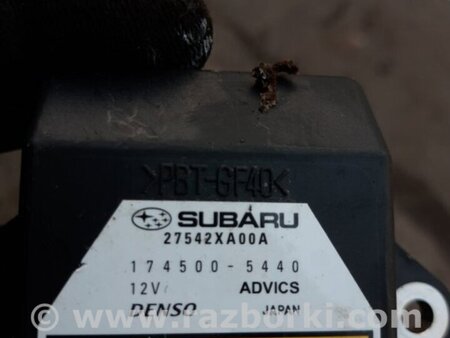 >PBT-GF40<
SUBARU
27542XA00A
174500-5440
12V ADVICS
DENSO JAPAN
www.razborki.com